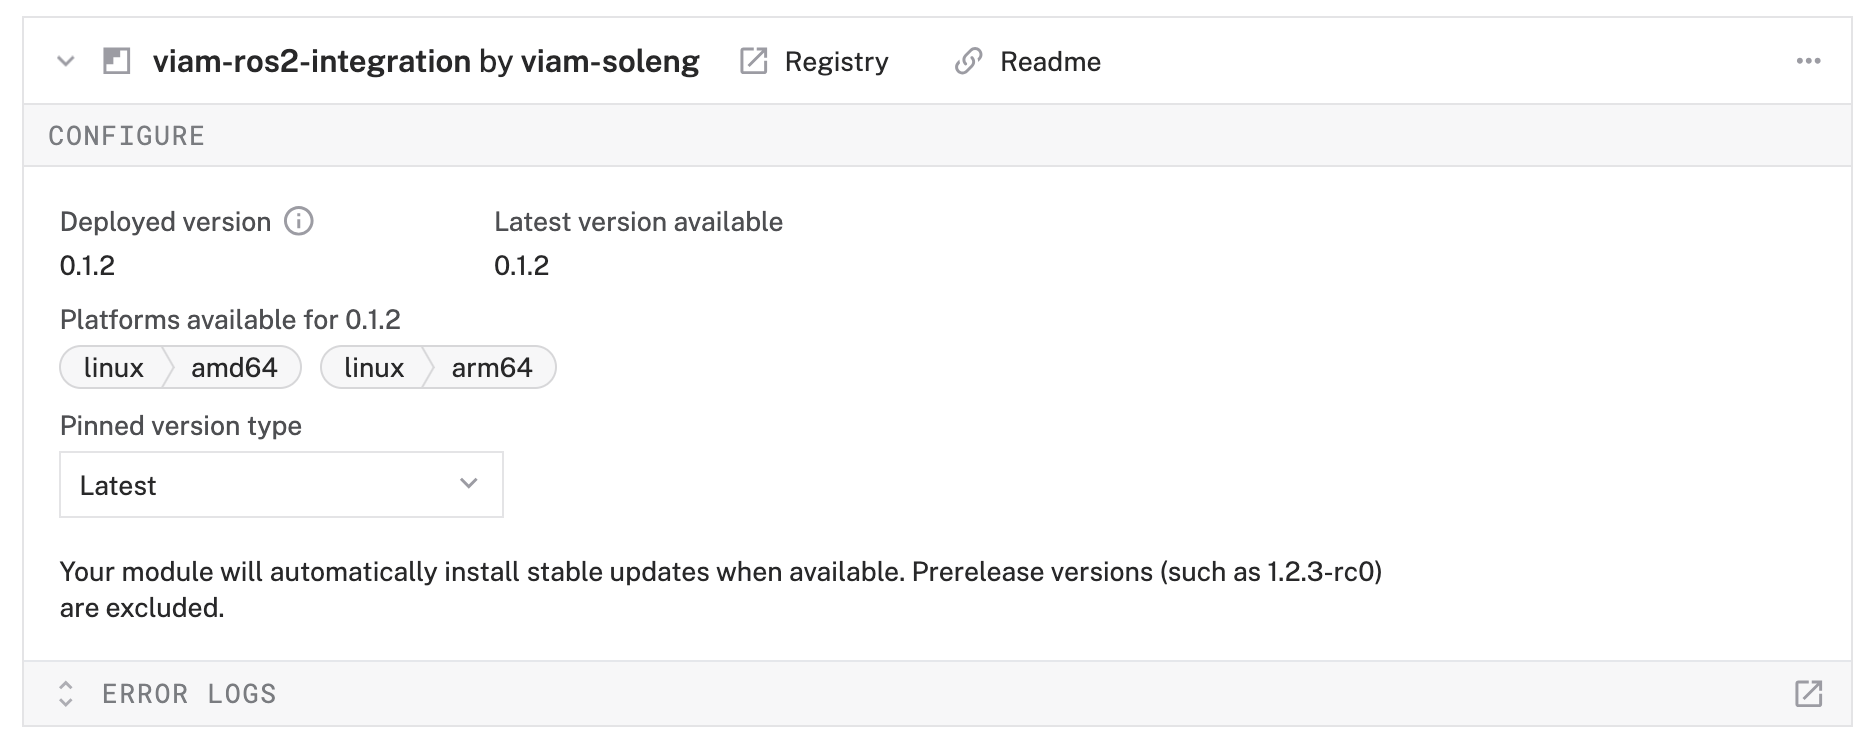 viam-ros2-integration by viam-soleng Registry Readme
CONFIGURE
Deployed version Latest version available
0.1.2 0.1.2
Platforms available for 0.1.2
linux amd64 linux arm64
Pinned version type
Latest
Your module will automatically install stable updates when available. Prerelease versions (such as 1.2.3-rc0)
are excluded.
ERROR LOGS